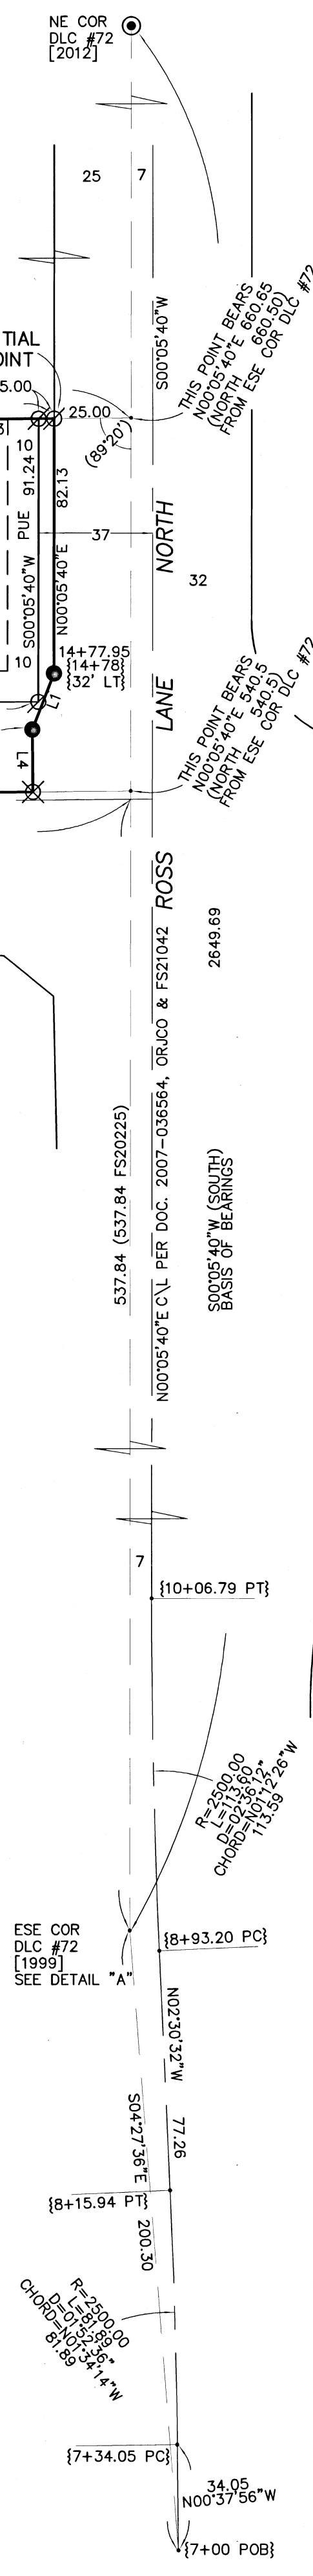 NE COR
DLC #72
[2012]
25
7
S00°05'40"W
THIS POINT BEARS
N00°05'40"E 660.65
(NORTH 660.50)
FROM ESE COR DLC #72
TIAL
OINT
5.00
25.00
(89°20')
10
91.24
PUE
S00°05'40"W
10
82.13
N00°05'40"E
37
NORTH
32
14+77.95
{14+78}
{32' LT}
L1
L4
LANE
THIS POINT BEARS
N00°05'40"E 540.5
(NORTH 540.5)
FROM ESE COR DLC #72
ROSS
2649.69
537.84 (537.84 FS20225)
N00°05'40"E C\L PER DOC. 2007-036564, ORJCO & FS21042
S00°05'40"W (SOUTH)
BASIS OF BEARINGS
7
{10+06.79 PT}
R=2500.00
L=113.60
D=02°36'12"
CHORD=N01°12'26"W
113.59
ESE COR
DLC #72
[1999]
SEE DETAIL "A"
{8+93.20 PC}
N02°30'32"W
77.26
S04°27'36"E
200.30
{8+15.94 PT}
R=2500.00
L=81.89
D=01°52'36"
CHORD=N01°34'14"W
81.89
{7+34.05 PC}
34.05
N00°37'56"W
{7+00 POB}